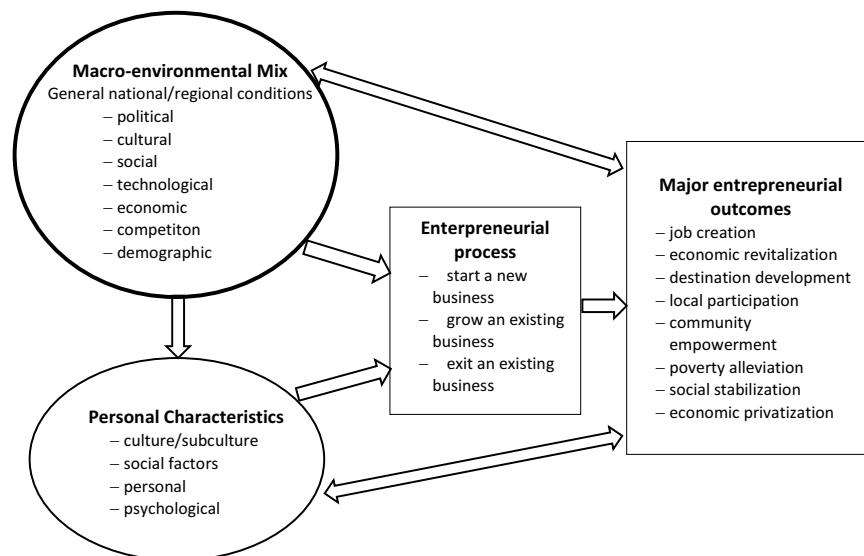 Macro-environmental Mix
General national/regional conditions
– political
– cultural
– social
– technological
– economic
– competiton
– demographic
Personal Characteristics
– culture/subculture
– social factors
– personal
– psychological
Enterpreneurial
process
– start a new
business
– grow an existing
business
– exit an existing
business
Major entrepreneurial
outcomes
– job creation
– economic revitalization
– destination development
– local participation
– community
empowerment
– poverty alleviation
– social stabilization
– economic privatization